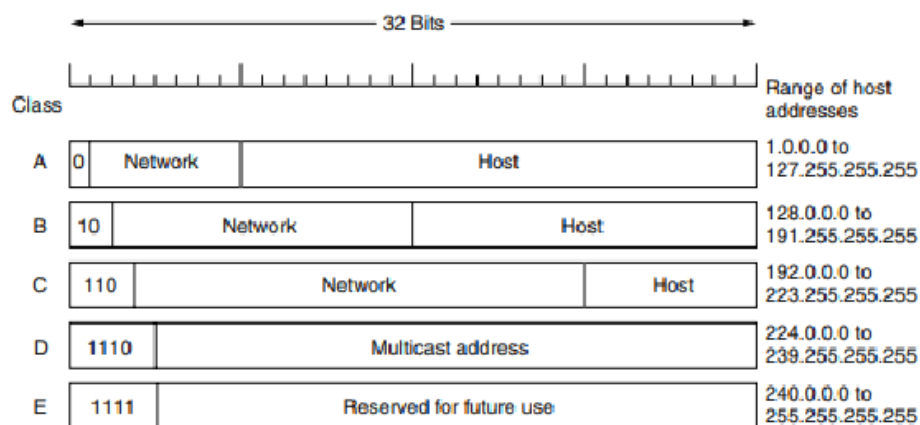 32 Bits
Class
Range of host
addresses
A 0 Network Host 1.0.0.0 to
127.255.255.255
B 10 Network Host 128.0.0.0 to
191.255.255.255
C 110 Network Host 192.0.0.0 to
223.255.255.255
D 1110 Multicast address 224.0.0.0 to
239.255.255.255
E 1111 Reserved for future use 240.0.0.0 to
255.255.255.255